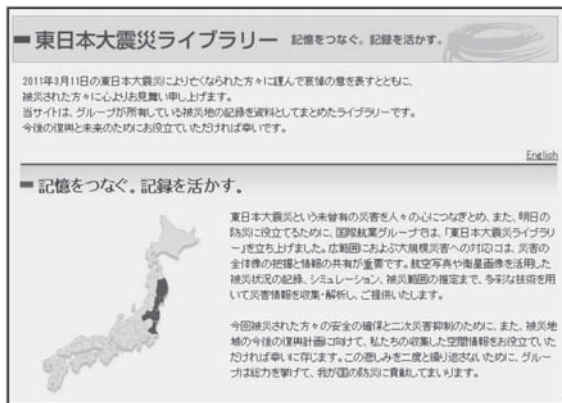 東日本大震災ライブラリー 記憶をつなぐ。記録を活かす。
2011年3月11日の東日本大震災により亡くなられた方々に謹んで哀悼の意を表すとともに、
被災された方々に心よりお見舞い申し上げます。
当サイトは、グループが所有している被災地の記録を資料としてまとめたライブラリーです。
今後の復興と未来のためにお役立ていただければ幸いです。
English
記憶をつなぐ。記録を活かす。
東日本大震災という未曾有の災害を人々の心につなぎとめ、また、明日の
防災に役立てるために、国際航業グループでは、「東日本大震災ライブラリ
ー」を立ち上げました。広範囲におよぶ大規模災害への対応には、災害の
全体像の把握と情報の共有が重要です。航空写真や衛星画像を活用した
被災状況の記録、シミュレーション、被災範囲の推定まで、多彩な技術を用
いて災害情報を収集・解析し、ご提供いたします。
今回被災された方々の安全の確保と二次災害抑制のために、また、被災地
域の今後の復興計画に向けて、私たちの収集した空間情報をお役立ていた
だければ幸いに存じます。この悲しみを二度と繰り返さないために、グルー
プは総力を挙げて、我が国の防災に貢献してまいります。